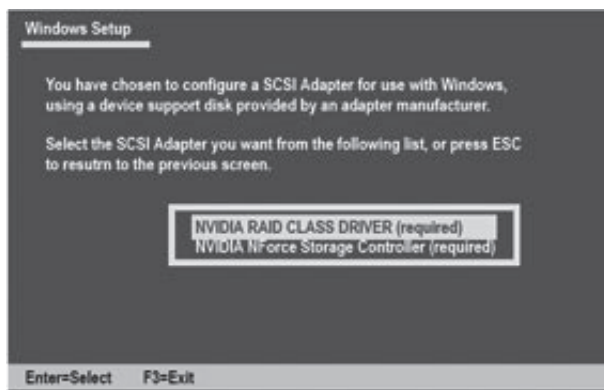 Windows Setup
You have chosen to configure a SCSI Adapter for use with Windows,
using a device support disk provided by an adapter manufacturer.
Select the SCSI Adapter you want from the following list, or press ESC
to resutrn to the previous screen.
NVIDIA RAID CLASS DRIVER (required)
NVIDIA NForce Storage Controller (required)
Enter=Select F3=Exit